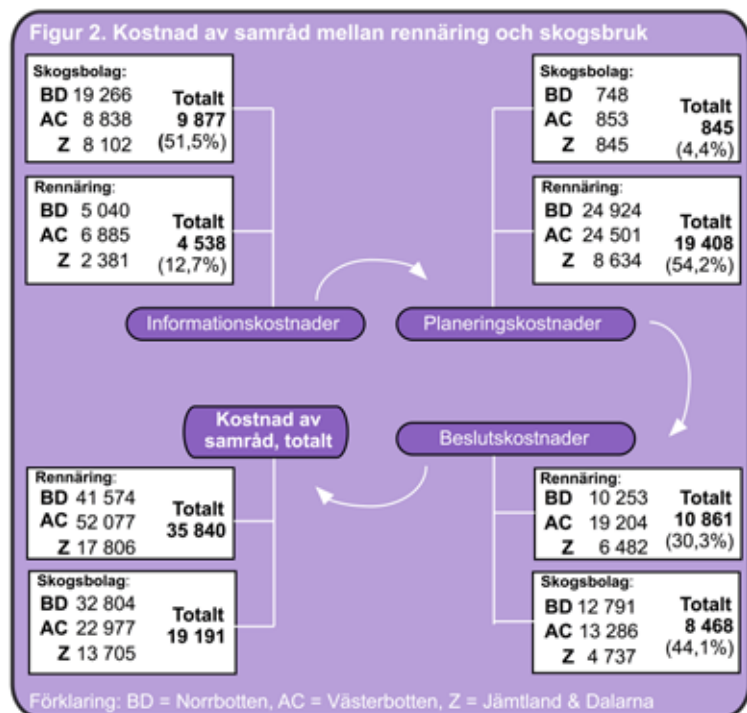 Figur 2. Kostnad av samråd mellan rennäring och skogsbruk
Skogsbolag:
BD 19 266
AC 8 838
Z 8 102
Totalt
9 877
(51,5%)
Rennäring:
BD 5 040
AC 6 885
Z 2 381
Totalt
4 538
(12,7%)
Informationskostnader
Skogsbolag:
BD 748
AC 853
Z 845
Totalt
845
(4,4%)
Rennäring:
BD 24 924
AC 24 501
Z 8 634
Totalt
19 408
(54,2%)
Planeringskostnader
Beslutskostnader
Rennäring:
BD 10 253
AC 19 204
Z 6 482
Totalt
10 861
(30,3%)
Skogsbolag:
BD 12 791
AC 13 286
Z 4 737
Totalt
8 468
(44,1%)
Kostnad av
samråd, totalt
Rennäring:
BD 41 574
AC 52 077
Z 17 806
Totalt
35 840
Skogsbolag:
BD 32 804
AC 22 977
Z 13 705
Totalt
19 191
Förklaring: BD = Norrbotten, AC = Västerbotten, Z = Jämtland & Dalarna